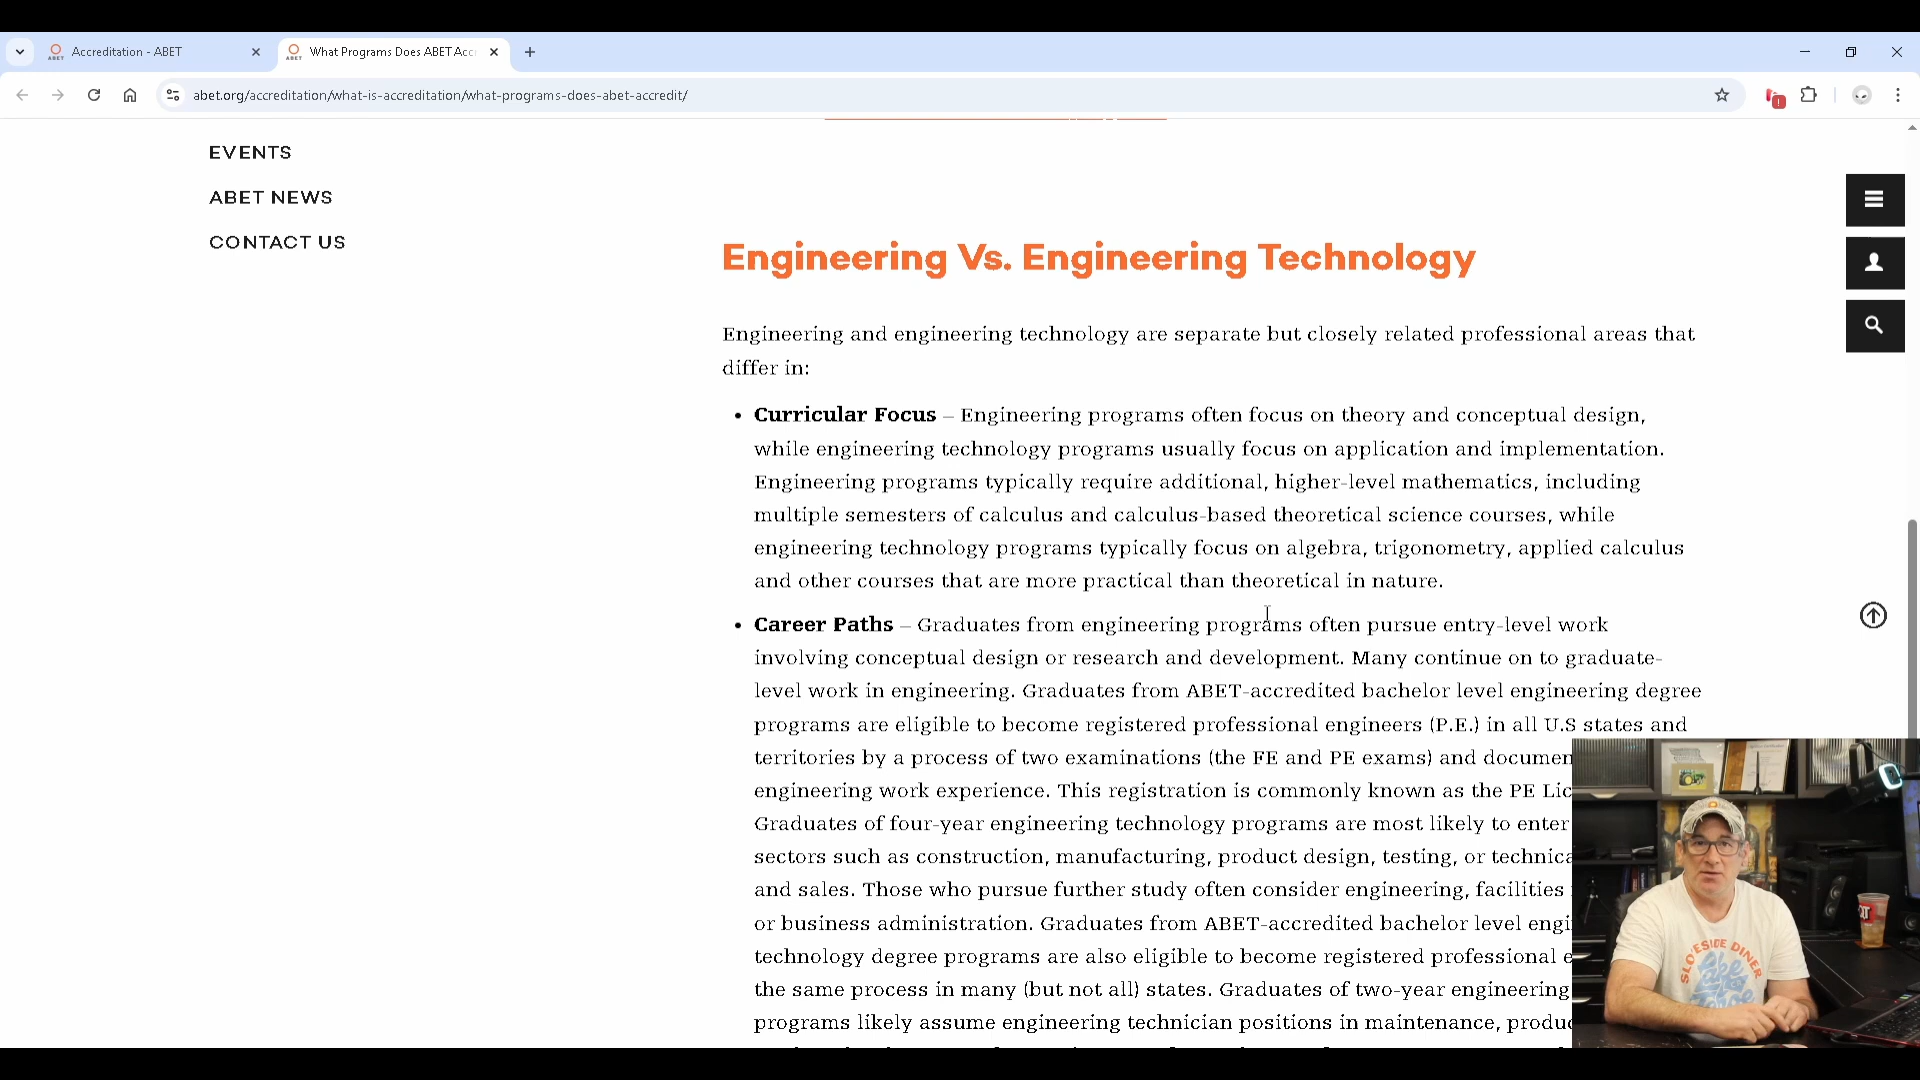 Accreditation - ABET
What Programs Does ABET Acc
abet.org/accreditation/what-is-accreditation/what-programs-does-abet-accredit/
EVENTS
ABET NEWS
CONTACT US
Engineering Vs. Engineering Technology
Engineering and engineering technology are separate but closely related professional areas that
differ in:
• Curricular Focus – Engineering programs often focus on theory and conceptual design,
while engineering technology programs usually focus on application and implementation.
Engineering programs typically require additional, higher-level mathematics, including
multiple semesters of calculus and calculus-based theoretical science courses, while
engineering technology programs typically focus on algebra, trigonometry, applied calculus
and other courses that are more practical than theoretical in nature.
• Career Paths – Graduates from engineering programs often pursue entry-level work
involving conceptual design or research and development. Many continue on to graduate-
level work in engineering. Graduates from ABET-accredited bachelor level engineering degree
programs are eligible to become registered professional engineers (P.E.) in all U.S states and
territories by a process of two examinations (the FE and PE exams) and documen
engineering work experience. This registration is commonly known as the PE Lic
Graduates of four-year engineering technology programs are most likely to enter
sectors such as construction, manufacturing, product design, testing, or technica
and sales. Those who pursue further study often consider engineering, facilities
or business administration. Graduates from ABET-accredited bachelor level engi
technology degree programs are also eligible to become registered professional e
the same process in many (but not all) states. Graduates of two-year engineering
programs likely assume engineering technician positions in maintenance, produc
SLOPESIDE DINER
Lake Tahoe
QT